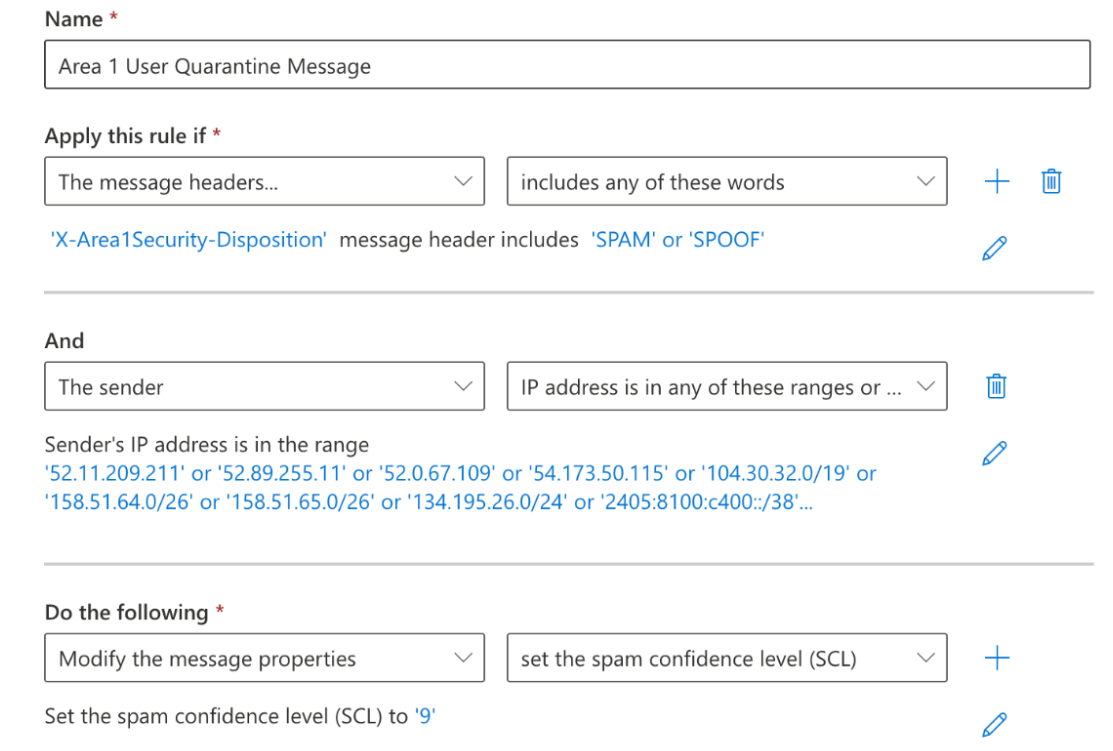 Name *
Area 1 User Quarantine Message
Apply this rule if *
The message headers... includes any of these words
'X-Area1Security-Disposition' message header includes 'SPAM' or 'SPOOF'
And
The sender IP address is in any of these ranges or ...
Sender's IP address is in the range
'52.11.209.211' or '52.89.255.11' or '52.0.67.109' or '54.173.50.115' or '104.30.32.0/19' or
'158.51.64.0/26' or '158.51.65.0/26' or '134.195.26.0/24' or '2405:8100:c400::/38'...
Do the following *
Modify the message properties set the spam confidence level (SCL)
Set the spam confidence level (SCL) to '9'